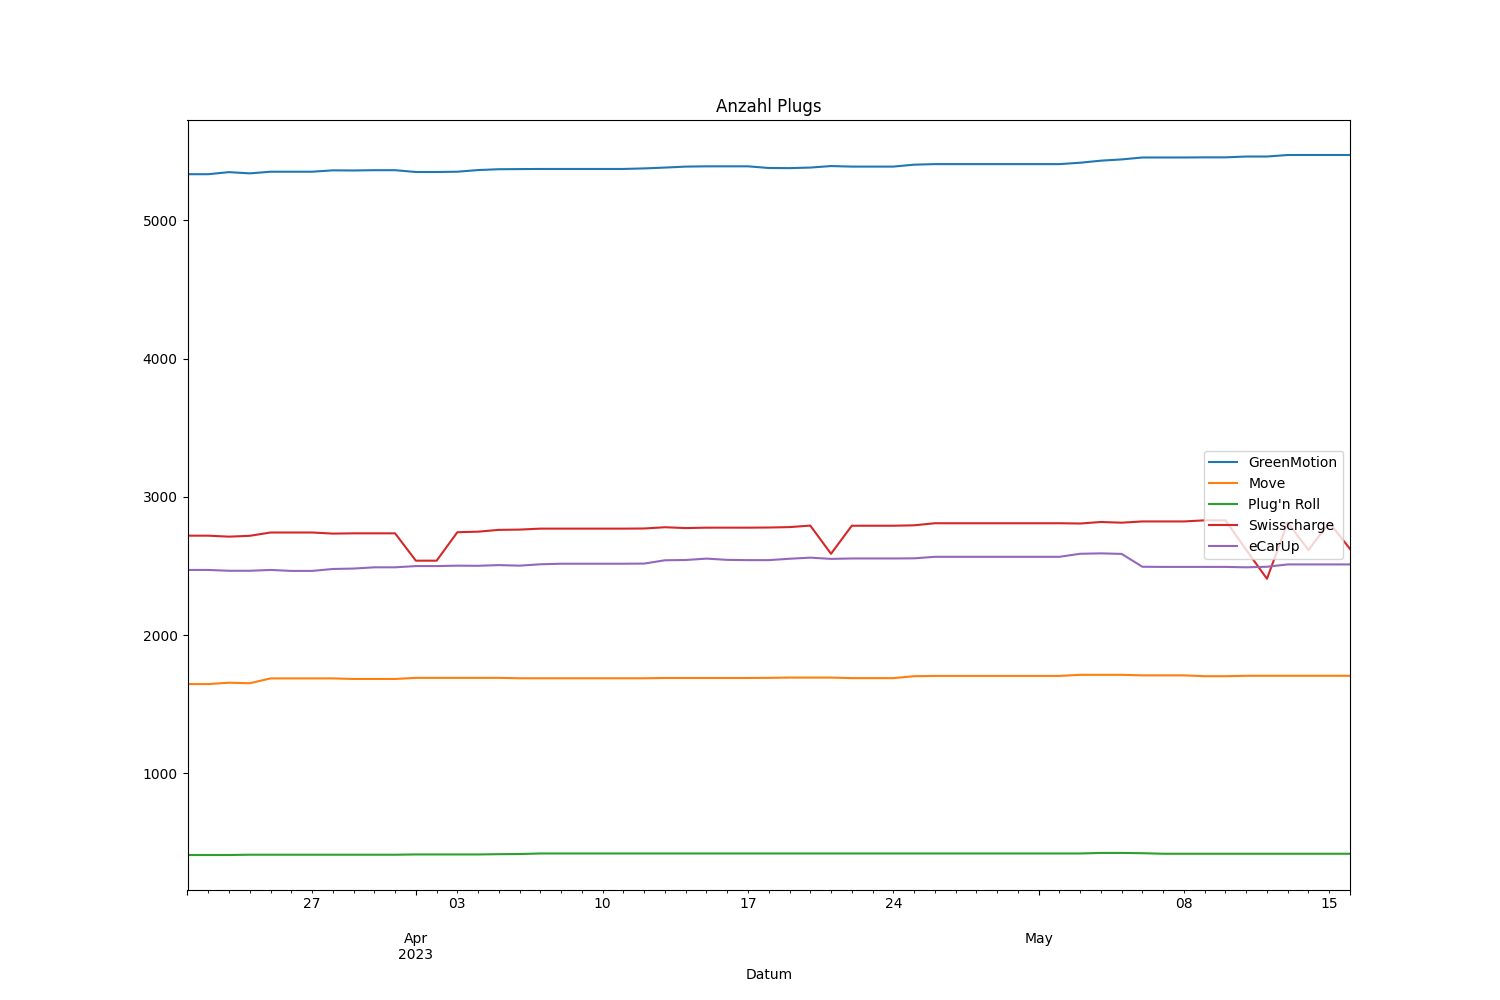 Anzahl Plugs
5000
4000
3000
2000
1000
GreenMotion
Move
Plug'n Roll
Swisscharge
eCarUp
27 03 10 17 24 08 15
Apr May
2023
Datum